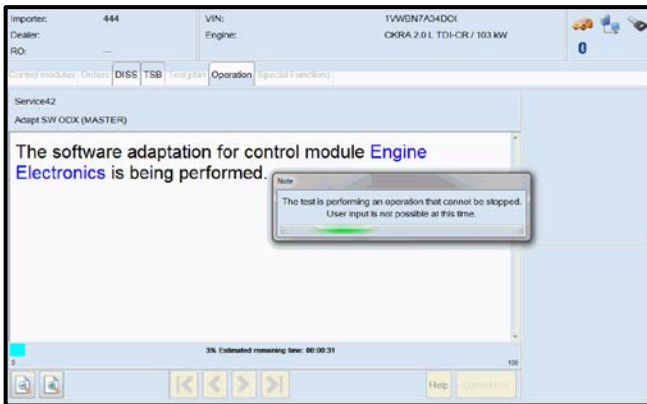 Importer: 444 VIN: 1VWBN7A34DC(
Dealer: Engine: CKRA 2.0 L TDI-CR / 103 kW
RO: ---
Control modules Orders DISS TSB Test plan Operation Special Functions
Service42
Adapt SW ODX (MASTER)
The software adaptation for control module Engine
Electronics is being performed.
Note
The test is performing an operation that cannot be stopped.
User input is not possible at this time.
3% Estimated remaining time: 00:00:31
0 100
Help